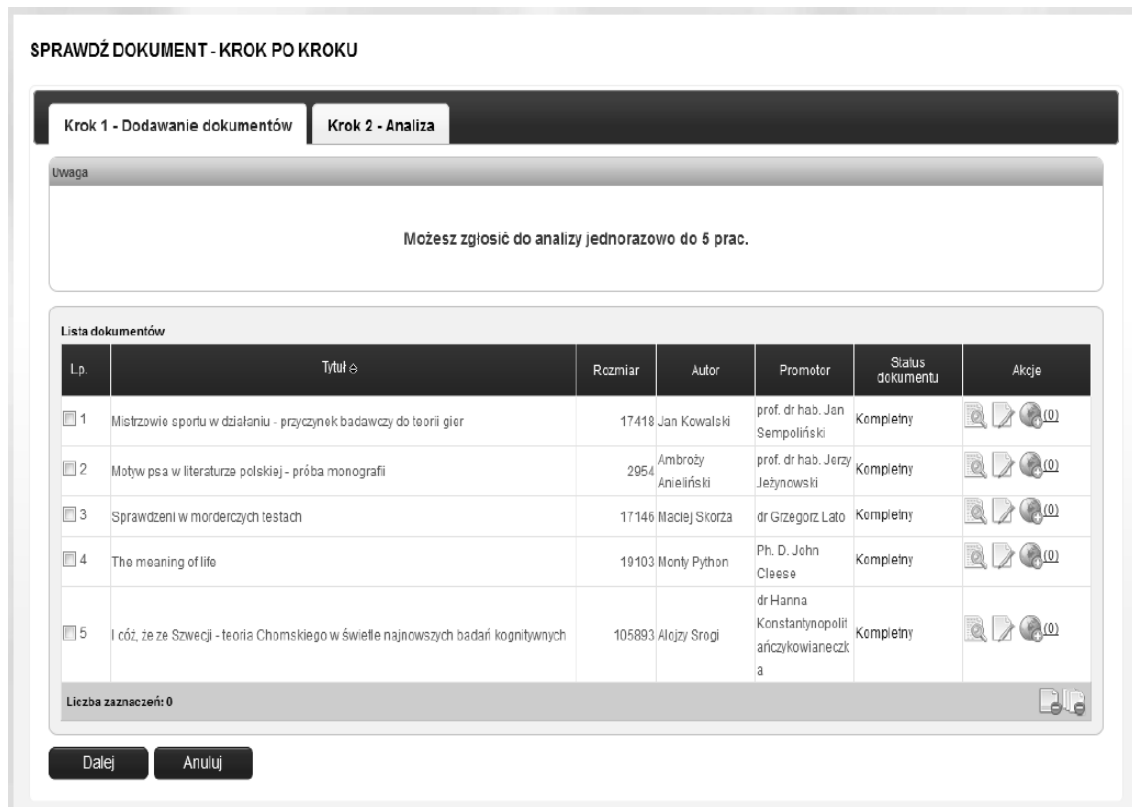 SPRAWDŹ DOKUMENT - KROK PO KROKU
Krok 1 - Dodawanie dokumentów Krok 2 - Analiza
Uwaga
Możesz zgłosić do analizy jednorazowo do 5 prac.
Lista dokumentów
Lp. Tytuł Rozmiar Autor Promotor Status dokumentu Akcje
1 Mistrzowie sportu w działaniu - przyczynek badawczy do teorii gier 17418 Jan Kowalski prof. dr hab. Jan Sempoliński Kompletny (0)
2 Motyw psa w literaturze polskiej - próba monografii 2954 Ambroży Anieliński prof. dr hab. Jerzy Jeżynowski Kompletny (0)
3 Sprawdzeni w morderczych testach 17146 Maciej Skorża dr Grzegorz Lato Kompletny (0)
4 The meaning of life 19103 Monty Python Ph. D. John Cleese Kompletny (0)
5 I cóż, że ze Szwecji - teoria Chomskiego w świetle najnowszych badań kognitywnych 105893 Alojzy Srogi dr Hanna Konstantynopolit ańczykowianeczk a Kompletny (0)
Liczba zaznaczeń: 0
Dalej Anuluj